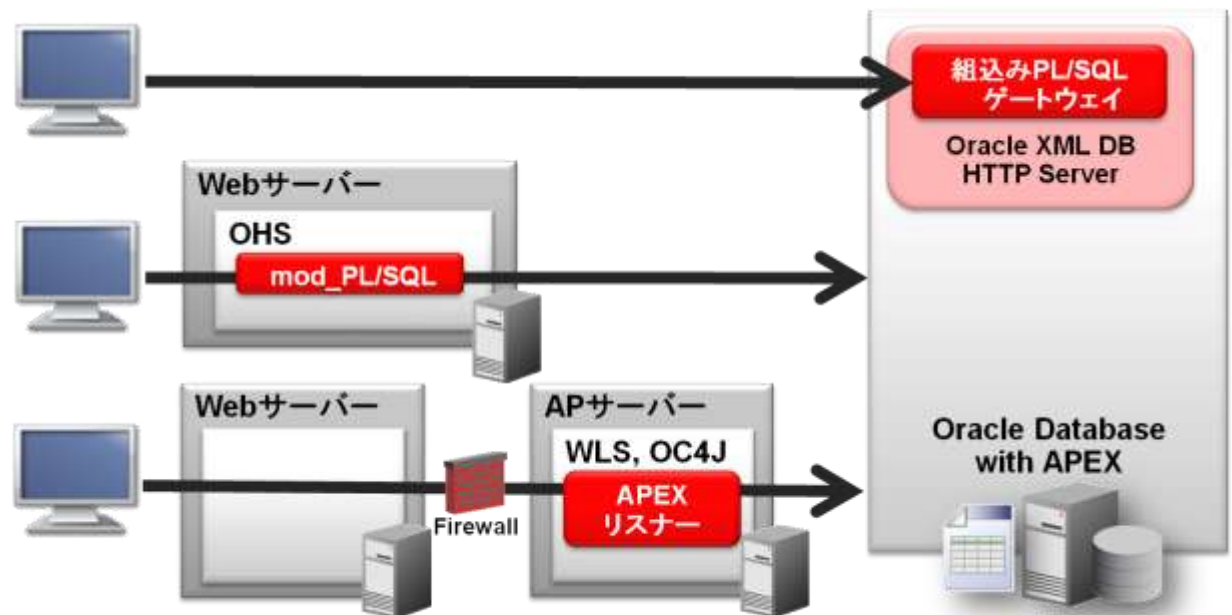 組込みPL/SQL
ゲートウェイ
Oracle XML DB
HTTP Server
Webサーバー
OHS
mod_PL/SQL
Webサーバー
Firewall
APサーバー
WLS, OC4J
APEX
リスナー
Oracle Database
with APEX